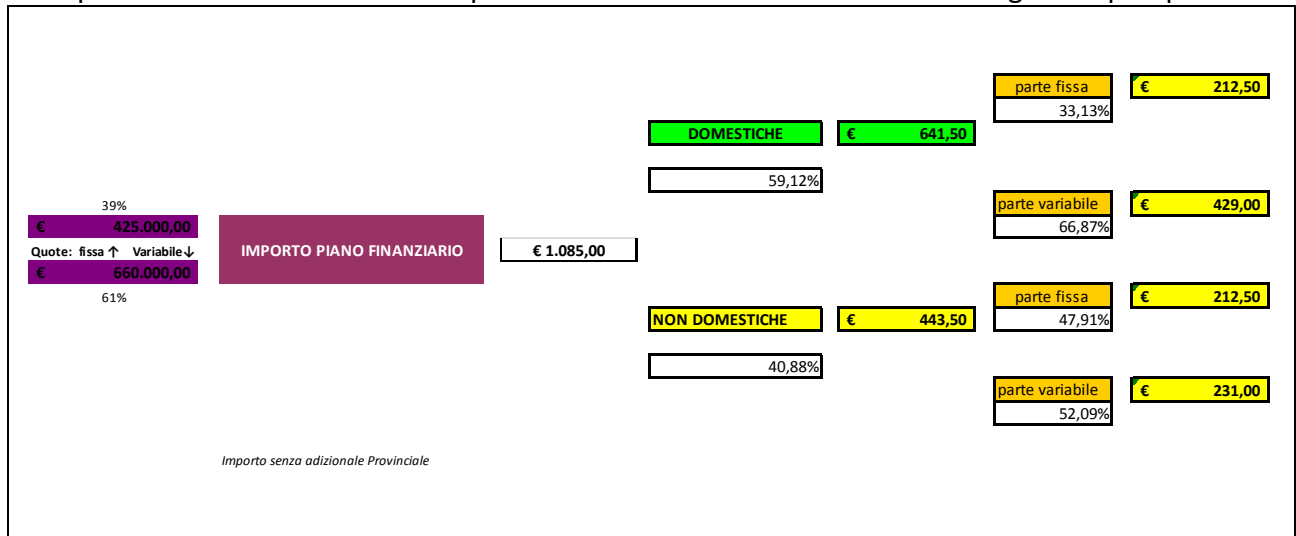 parte fissa € 212,50
33,13%
DOMESTICHE € 641,50
59,12%
39%
parte variabile € 429,00
€ 425.000,00
66,87%
Quote: fissa ↑ Variabile↓
IMPORTO PIANO FINANZIARIO
€ 1.085,00
€ 660.000,00
61%
parte fissa € 212,50
NON DOMESTICHE € 443,50
47,91%
40,88%
parte variabile € 231,00
52,09%
Importo senza adizionale Provinciale